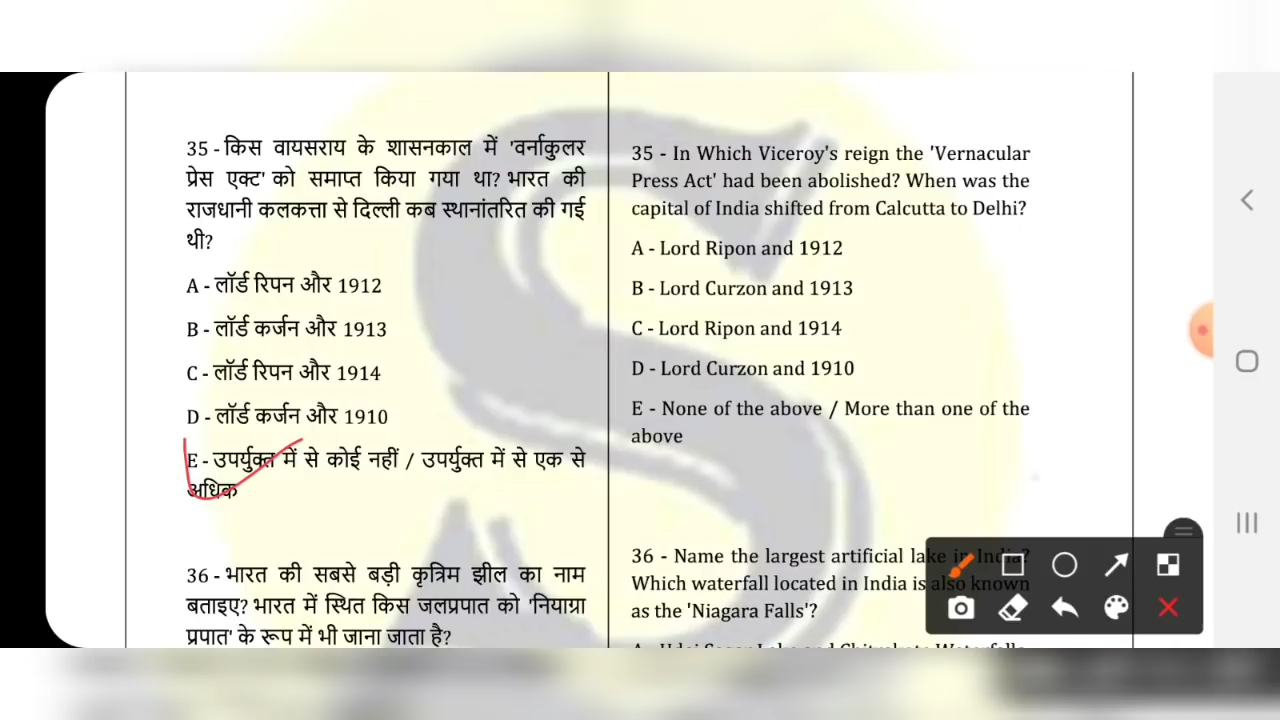 35 - किस वायसराय के शासनकाल में 'वर्नाकुलर
प्रेस एक्ट' को समाप्त किया गया था? भारत की
राजधानी कलकत्ता से दिल्ली कब स्थानांतरित की गई
थी?
A - लॉर्ड रिपन और 1912
B - लॉर्ड कर्जन और 1913
C - लॉर्ड रिपन और 1914
D - लॉर्ड कर्जन और 1910
E - उपर्युक्त में से कोई नहीं / उपर्युक्त में से एक से
अधिक
36 - भारत की सबसे बड़ी कृत्रिम झील का नाम
बताइए? भारत में स्थित किस जलप्रपात को 'नियाग्रा
प्रपात' के रूप में भी जाना जाता है?
35 - In Which Viceroy's reign the 'Vernacular
Press Act' had been abolished? When was the
capital of India shifted from Calcutta to Delhi?
A - Lord Ripon and 1912
B - Lord Curzon and 1913
C - Lord Ripon and 1914
D - Lord Curzon and 1910
E - None of the above / More than one of the
above
36 - Name the largest artificial lake in India?
Which waterfall located in India is also known
as the 'Niagara Falls'?